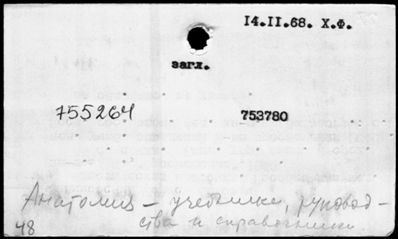 14.II.68. Х.Ф.
загл.
755264
753780
Анатомия – учебники, руковод-
ства и справочники
48